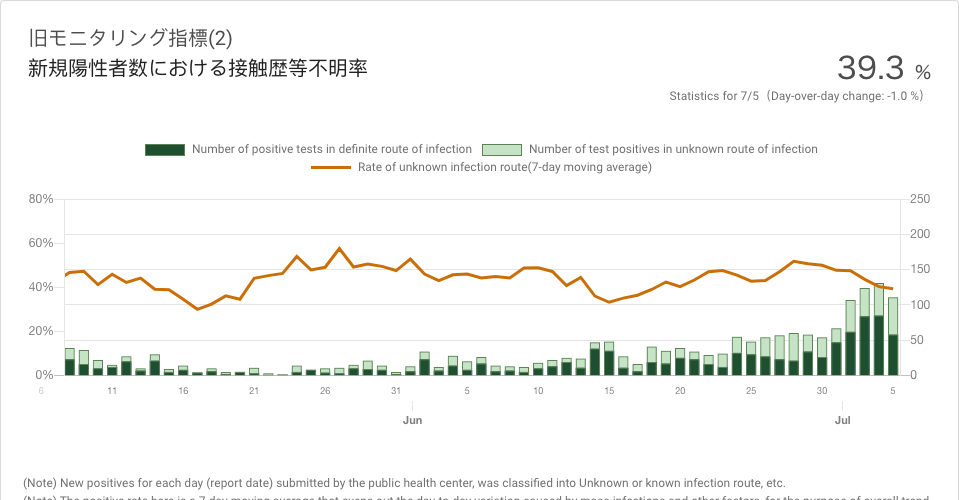 旧モニタリング指標(2)
新規陽性者数における接触歴等不明率
39.3 %
Statistics for 7/5（Day-over-day change: -1.0 %）
Number of positive tests in definite route of infection
Number of test positives in unknown route of infection
Rate of unknown infection route(7-day moving average)
80%
60%
40%
20%
0%
250
200
150
100
50
0
6 11 16 21 26 31 5 10 15 20 25 30 5
Jun Jul
(Note) New positives for each day (report date) submitted by the public health center, was classified into Unknown or known infection route, etc.
(Note) The positive rate here is a 7-day moving average that evens out the day-to-day variation caused by mass infections and other factors, for the purpose of overall trend